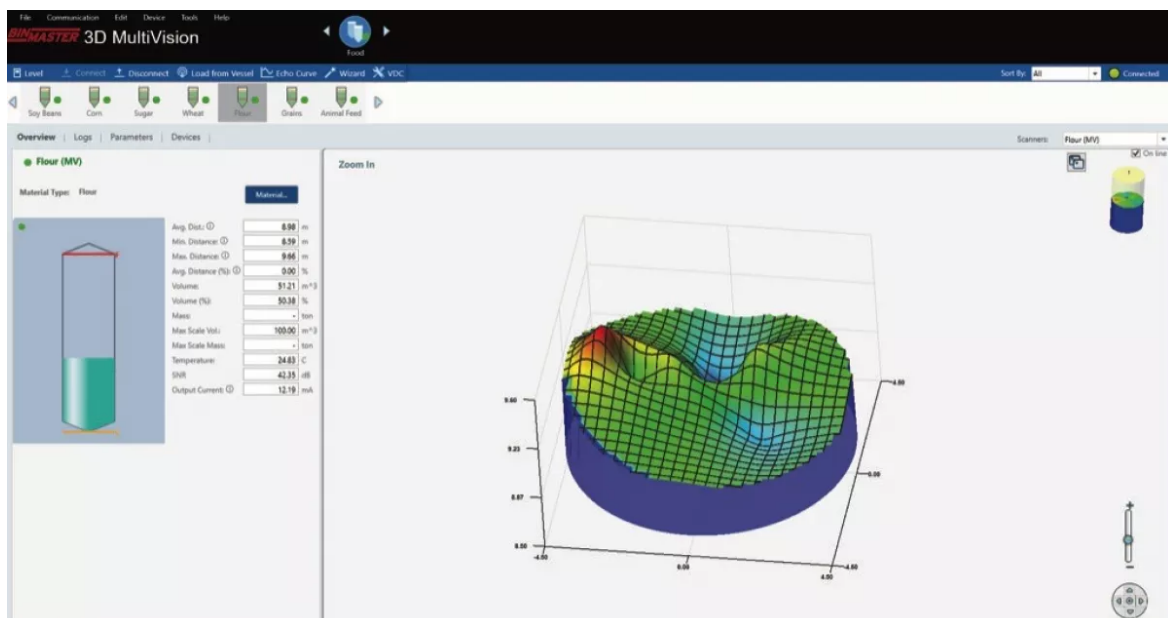 File Communication Edit Device Tools Help
BINMASTER 3D MultiVision
Food
Level Connect Disconnect Load from Vessel Echo Curve Wizard VDC Sort By: All Connected
Soy Beans Corn Sugar Wheat Flour Grains Animal Feed
Overview | Logs | Parameters | Devices | Scanners: Flour (MV)
Flour (MV)
On line
Zoom In
Material Type: Flour
Material...
Avg. Dist.: 8.98 m
Min. Distance: 8.59 m
Max. Distance: 9.66 m
Avg. Distance (%): 0.00 %
Volume: 51.21 m^3
Volume (%): 50.38 %
Mass: - ton
Max Scale Vol.: 100.00 m^3
Max Scale Mass: - ton
Temperature: 24.63 C
SNR 42.35 dB
Output Current: 12.19 mA
4.50
9.60
9.23
0.00
8.87
8.50
-4.50
0.00
4.50
-4.50